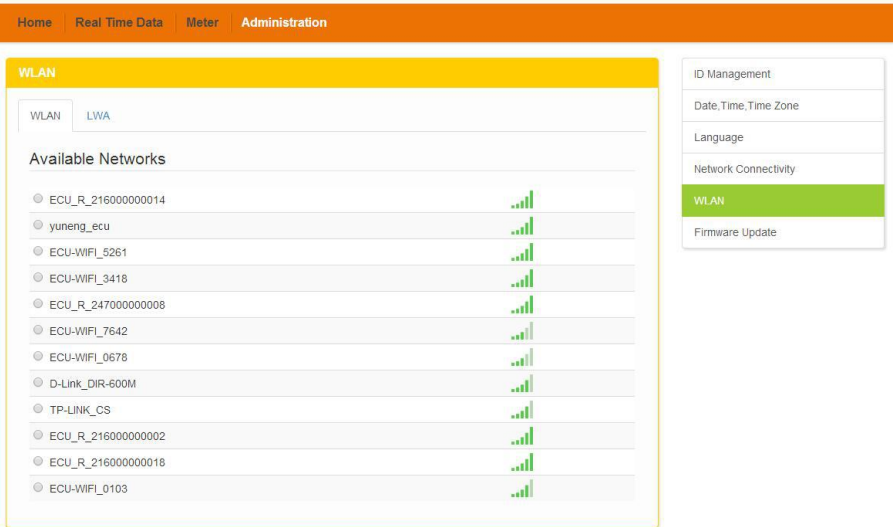 Home Real Time Data Meter Administration
WLAN
WLAN LWA
Available Networks
ECU_R_216000000014
yuneng_ecu
ECU-WIFI_5261
ECU-WIFI_3418
ECU_R_247000000008
ECU-WIFI_7642
ECU-WIFI_0678
D-Link_DIR-600M
TP-LINK_CS
ECU_R_216000000002
ECU_R_216000000018
ECU-WIFI_0103
ID Management
Date,Time,Time Zone
Language
Network Connectivity
WLAN
Firmware Update